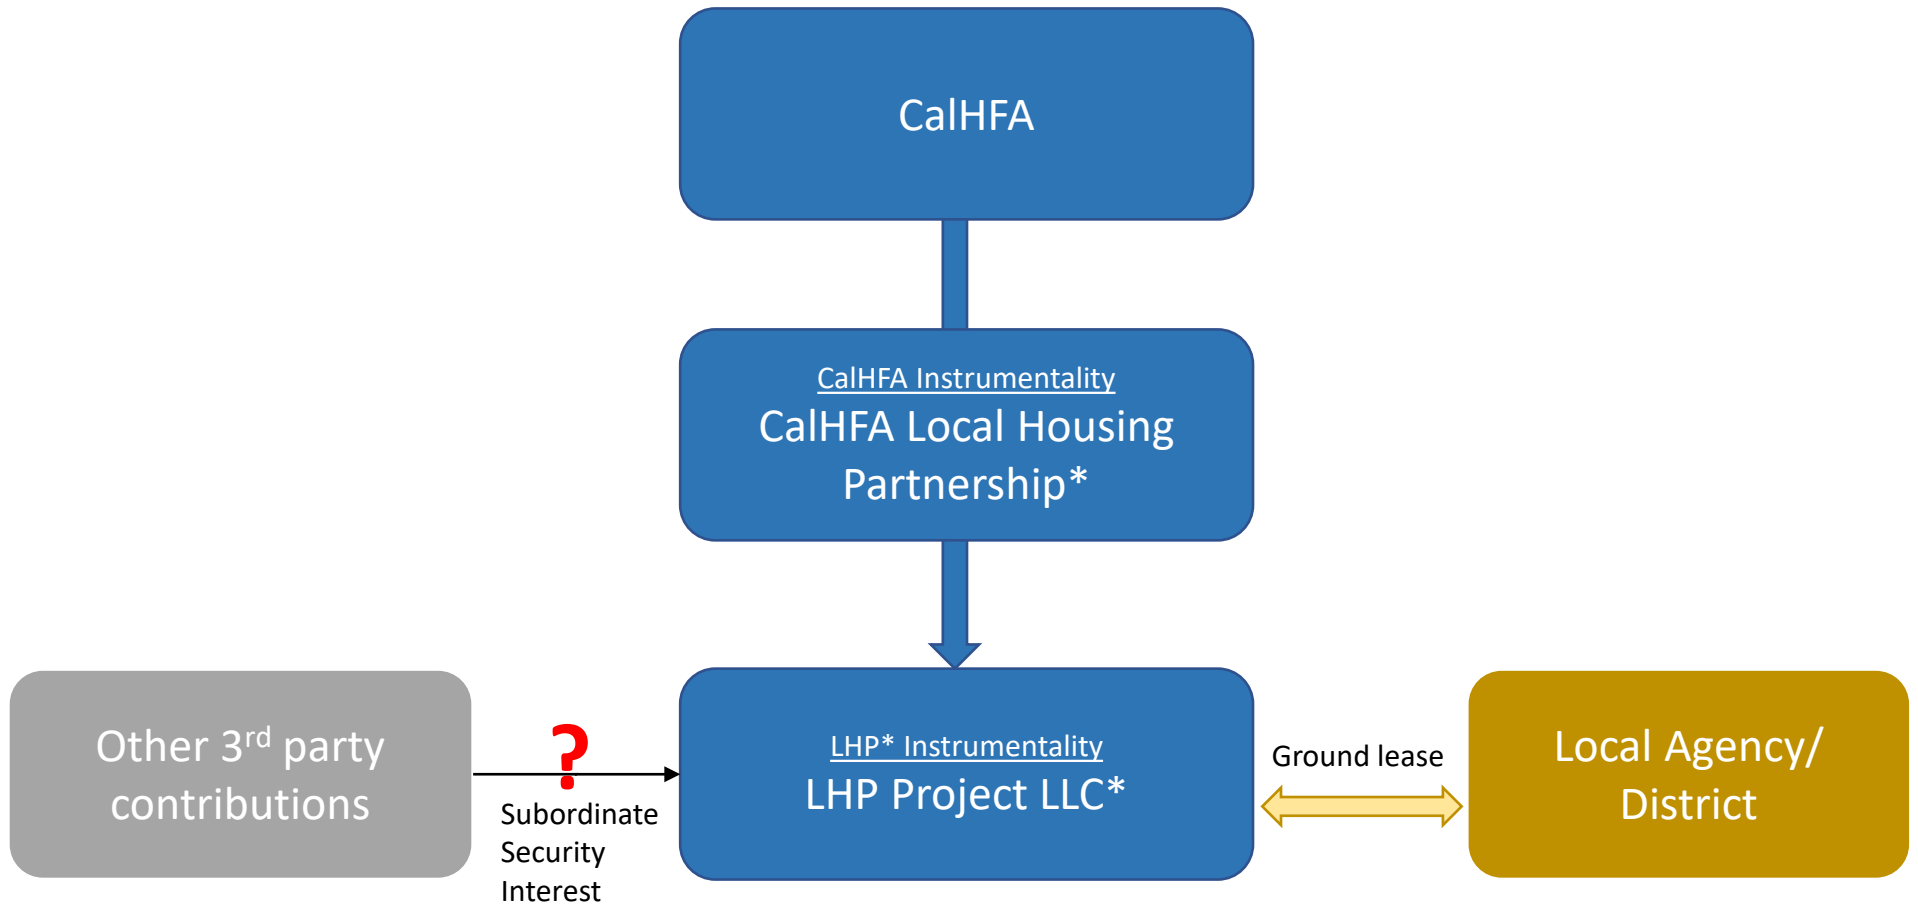 CalHFA
CalHFA Instrumentality
CalHFA Local Housing
Partnership*
Other 3rd party
contributions
?
Subordinate
Security
Interest
LHP* Instrumentality
LHP Project LLC*
Ground lease
Local Agency/
District